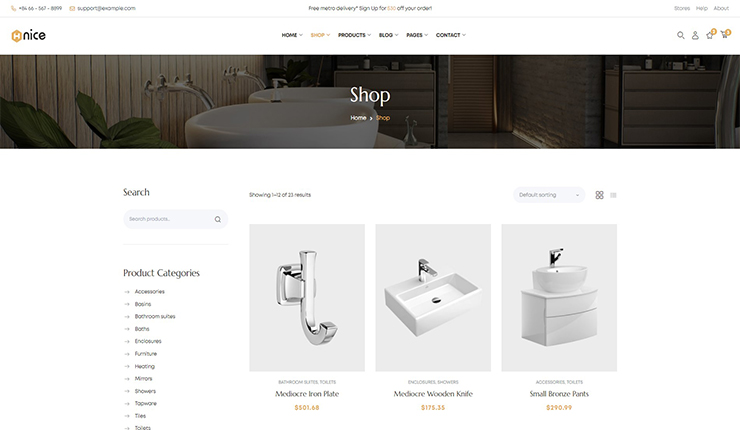 +84 66 - 567 - 8899
support@example.com
Free metro delivery* Sign Up for $30 off your order!
Stores Help About
nice
HOME SHOP PRODUCTS BLOG PAGES CONTACT
Shop
Home Shop
Search
Search products...
Showing 1–12 of 23 results
Default sorting
Product Categories
Accessories
Basins
Bathroom suites
Baths
Enclosures
Furniture
Heating
Mirrors
Showers
Tapware
Tiles
Toilets
BATHROOM SUITES, TOILETS
Mediocre Iron Plate
$501.68
ENCLOSURES, SHOWERS
Mediocre Wooden Knife
$175.35
ACCESSORIES, TOILETS
Small Bronze Pants
$290.99